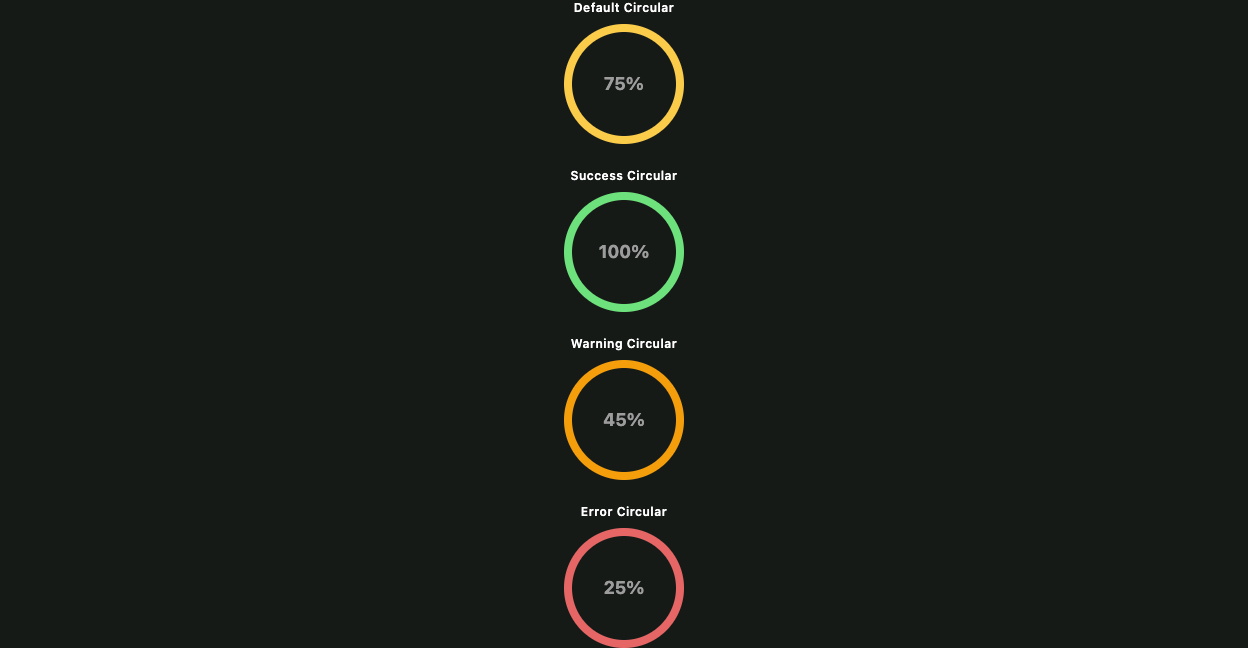 Default Circular
75%
Success Circular
100%
Warning Circular
45%
Error Circular
25%